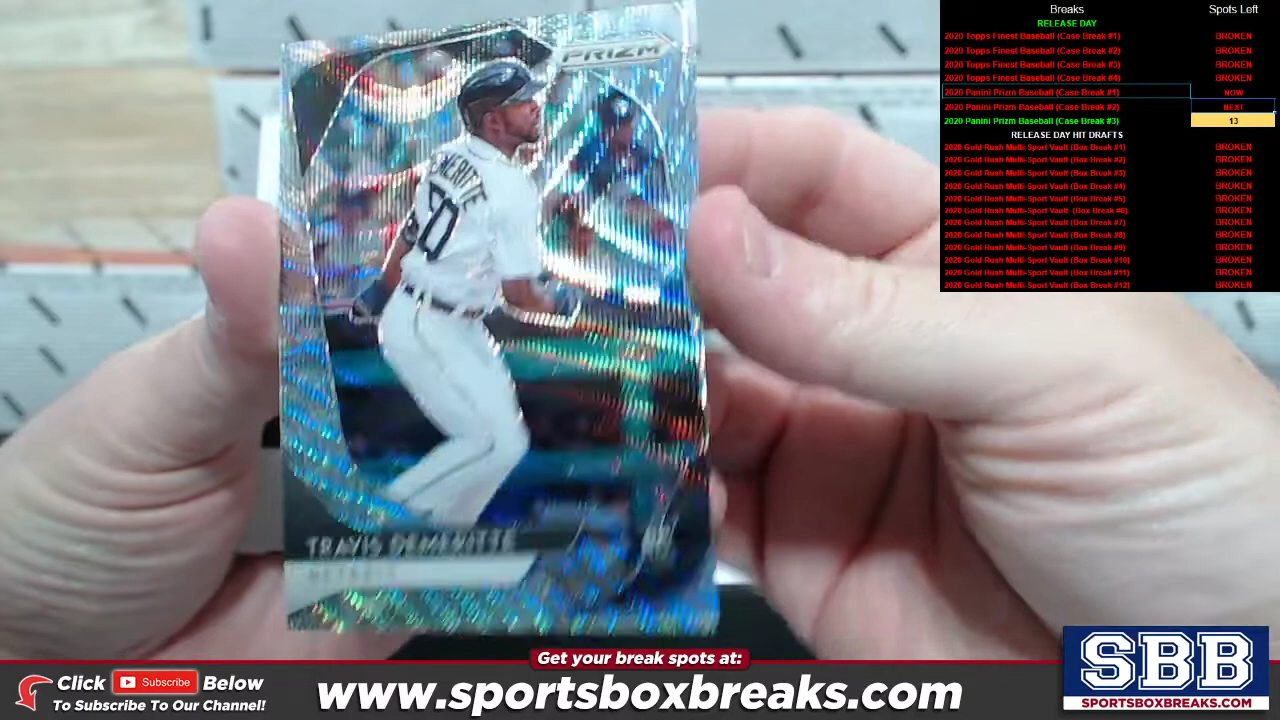 Breaks Spots Left
RELEASE DAY
2020 Topps Finest Baseball (Case Break #1) BROKEN
2020 Topps Finest Baseball (Case Break #2) BROKEN
2020 Topps Finest Baseball (Case Break #3) BROKEN
2020 Topps Finest Baseball (Case Break #4) BROKEN
2020 Panini Prizm Baseball (Case Break #1) NOW
2020 Panini Prizm Baseball (Case Break #2) NEXT
2020 Panini Prizm Baseball (Case Break #3) 13
RELEASE DAY HIT DRAFTS
2020 Gold Rush Multi-Sport Vault (Box Break #1) BROKEN
2020 Gold Rush Multi-Sport Vault (Box Break #2) BROKEN
2020 Gold Rush Multi-Sport Vault (Box Break #3) BROKEN
2020 Gold Rush Multi-Sport Vault (Box Break #4) BROKEN
2020 Gold Rush Multi-Sport Vault (Box Break #5) BROKEN
2020 Gold Rush Multi-Sport Vault (Box Break #6) BROKEN
2020 Gold Rush Multi-Sport Vault (Box Break #7) BROKEN
2020 Gold Rush Multi-Sport Vault (Box Break #8) BROKEN
2020 Gold Rush Multi-Sport Vault (Box Break #9) BROKEN
2020 Gold Rush Multi-Sport Vault (Box Break #10) BROKEN
2020 Gold Rush Multi-Sport Vault (Box Break #11) BROKEN
2020 Gold Rush Multi-Sport Vault (Box Break #12) BROKEN
PRIZM
DEMERITTE
TRAVIS DEMERITTE
DETROIT
Get your break spots at:
Click Subscribe Below
To Subscribe To Our Channel!
www.sportsboxbreaks.com
SBB
SPORTSBOXBREAKS.COM